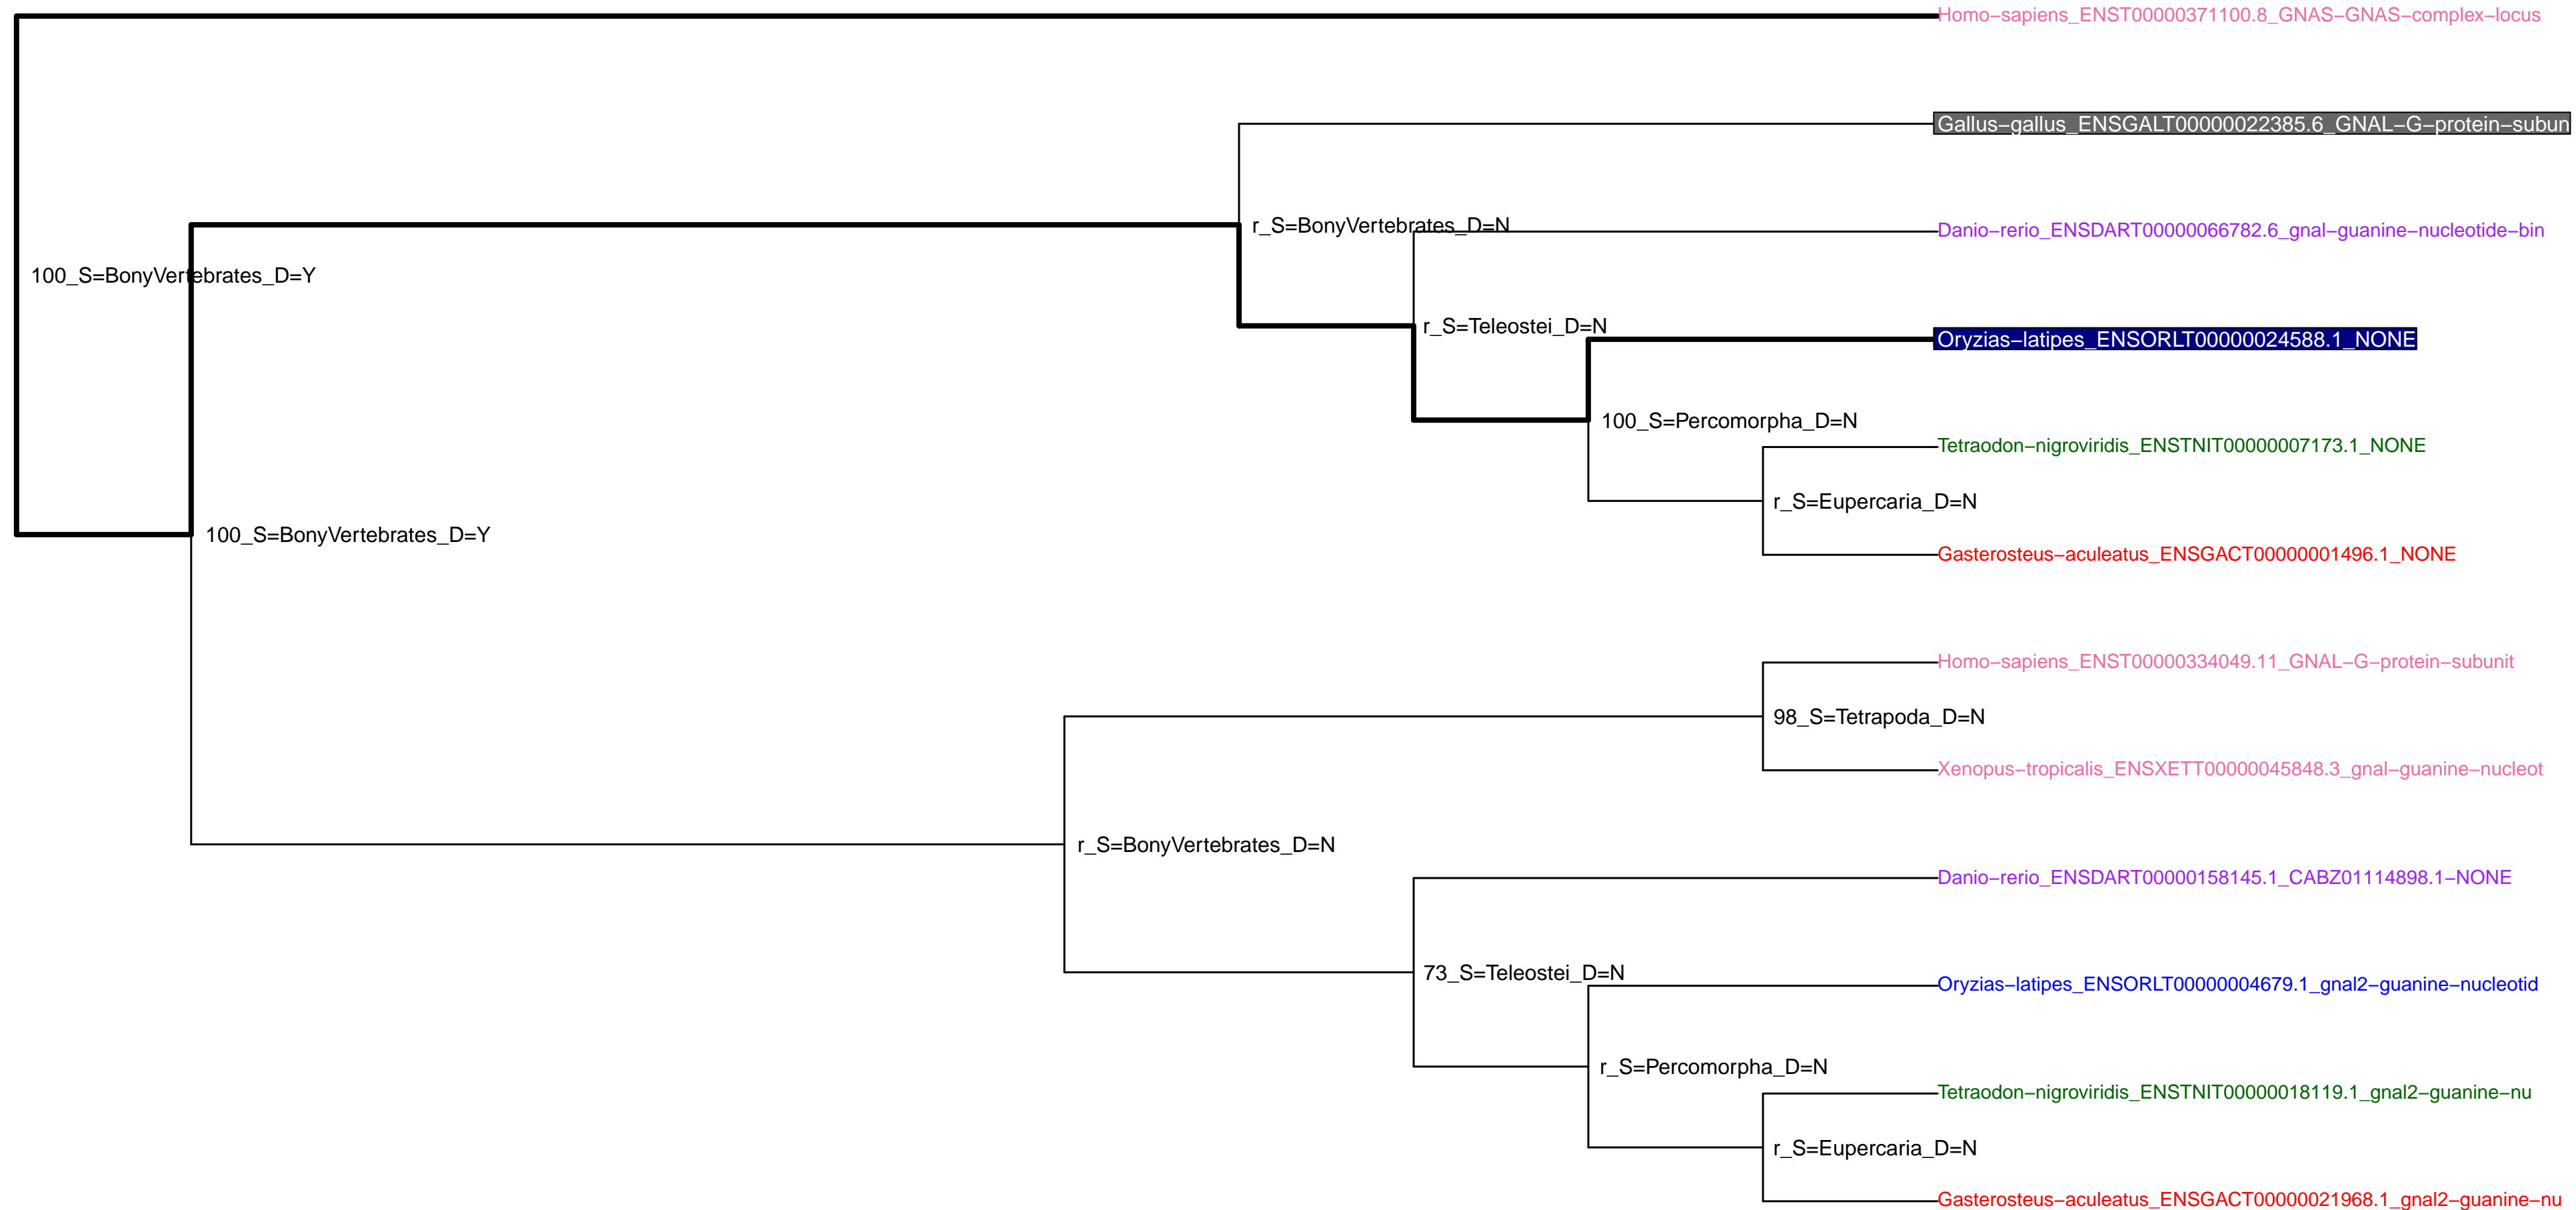 Homo−sapiens_ENST00000371100.8_GNAS−GNAS−complex−locus
Gallus−gallus_ENSGALT00000022385.6_GNAL−G−protein−subun
r_S=BonyVertebrates_D=N
Danio−rerio_ENSDART00000066782.6_gnal−guanine−nucleotide−bin
100_S=BonyVertebrates_D=Y
r_S=Teleostei_D=N
Oryzias−latipes_ENSORLT00000024588.1_NONE
100_S=Percomorpha_D=N
Tetraodon−nigroviridis_ENSTNIT00000007173.1_NONE
r_S=Eupercaria_D=N
100_S=BonyVertebrates_D=Y
Gasterosteus−aculeatus_ENSGACT00000001496.1_NONE
Homo−sapiens_ENST00000334049.11_GNAL−G−protein−subunit
98_S=Tetrapoda_D=N
Xenopus−tropicalis_ENSXETT00000045848.3_gnal−guanine−nucleot
r_S=BonyVertebrates_D=N
Danio−rerio_ENSDART00000158145.1_CABZ01114898.1−NONE
73_S=Teleostei_D=N
Oryzias−latipes_ENSORLT00000004679.1_gnal2−guanine−nucleotid
r_S=Percomorpha_D=N
Tetraodon−nigroviridis_ENSTNIT00000018119.1_gnal2−guanine−nu
r_S=Eupercaria_D=N
Gasterosteus−aculeatus_ENSGACT00000021968.1_gnal2−guanine−nu